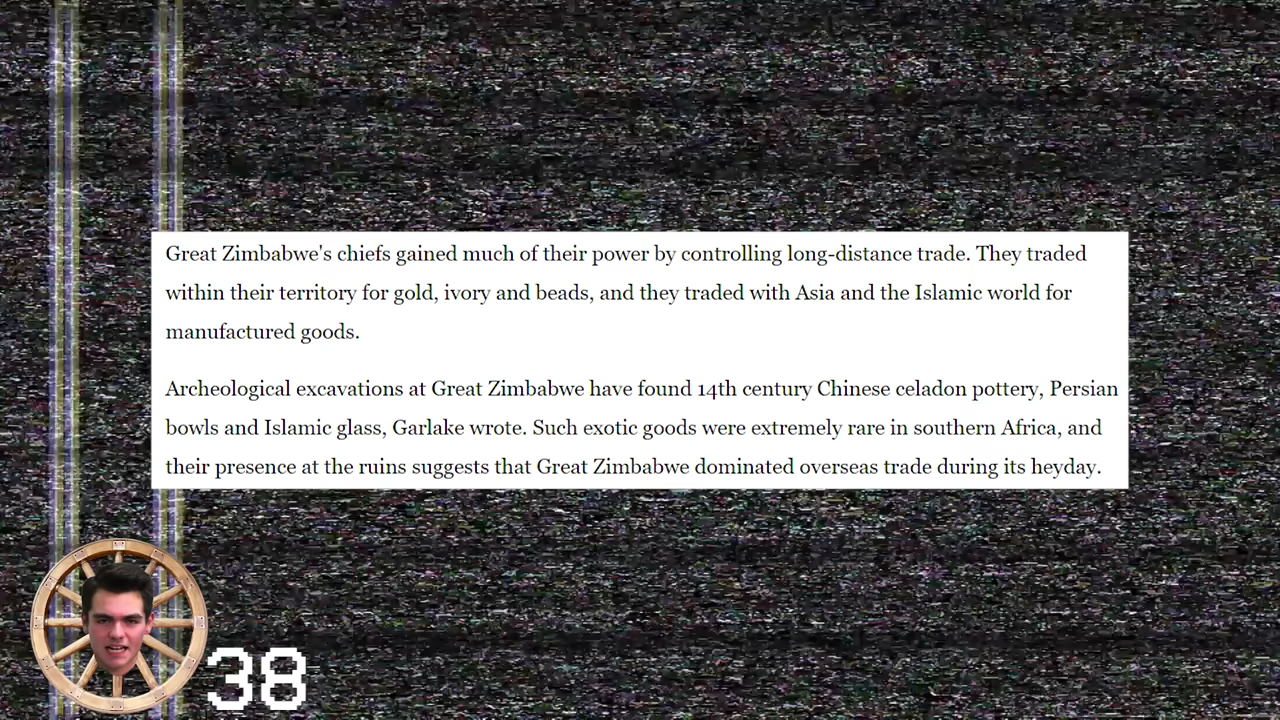 Great Zimbabwe's chiefs gained much of their power by controlling long-distance trade. They traded
within their territory for gold, ivory and beads, and they traded with Asia and the Islamic world for
manufactured goods.
Archeological excavations at Great Zimbabwe have found 14th century Chinese celadon pottery, Persian
bowls and Islamic glass, Garlake wrote. Such exotic goods were extremely rare in southern Africa, and
their presence at the ruins suggests that Great Zimbabwe dominated overseas trade during its heyday.
38